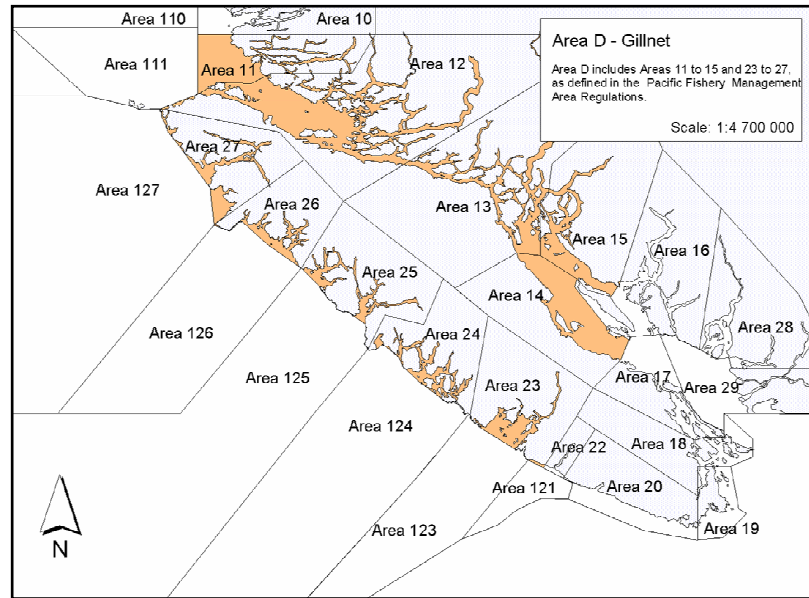 Area 110
Area 10
Area D - Gillnet
Area D includes Areas 11 to 15 and 23 to 27,
as defined in the Pacific Fishery Management
Area Regulations.
Scale: 1:4 700 000
Area 111
Area 11
Area 12
Area 27
Area 127
Area 26
Area 13
Area 15
Area 16
Area 25
Area 14
Area 28
Area 126
Area 24
Area 125
Area 17
Area 29
Area 23
Area 124
Area 22
Area 18
Area 121
Area 20
Area 123
Area 19
N